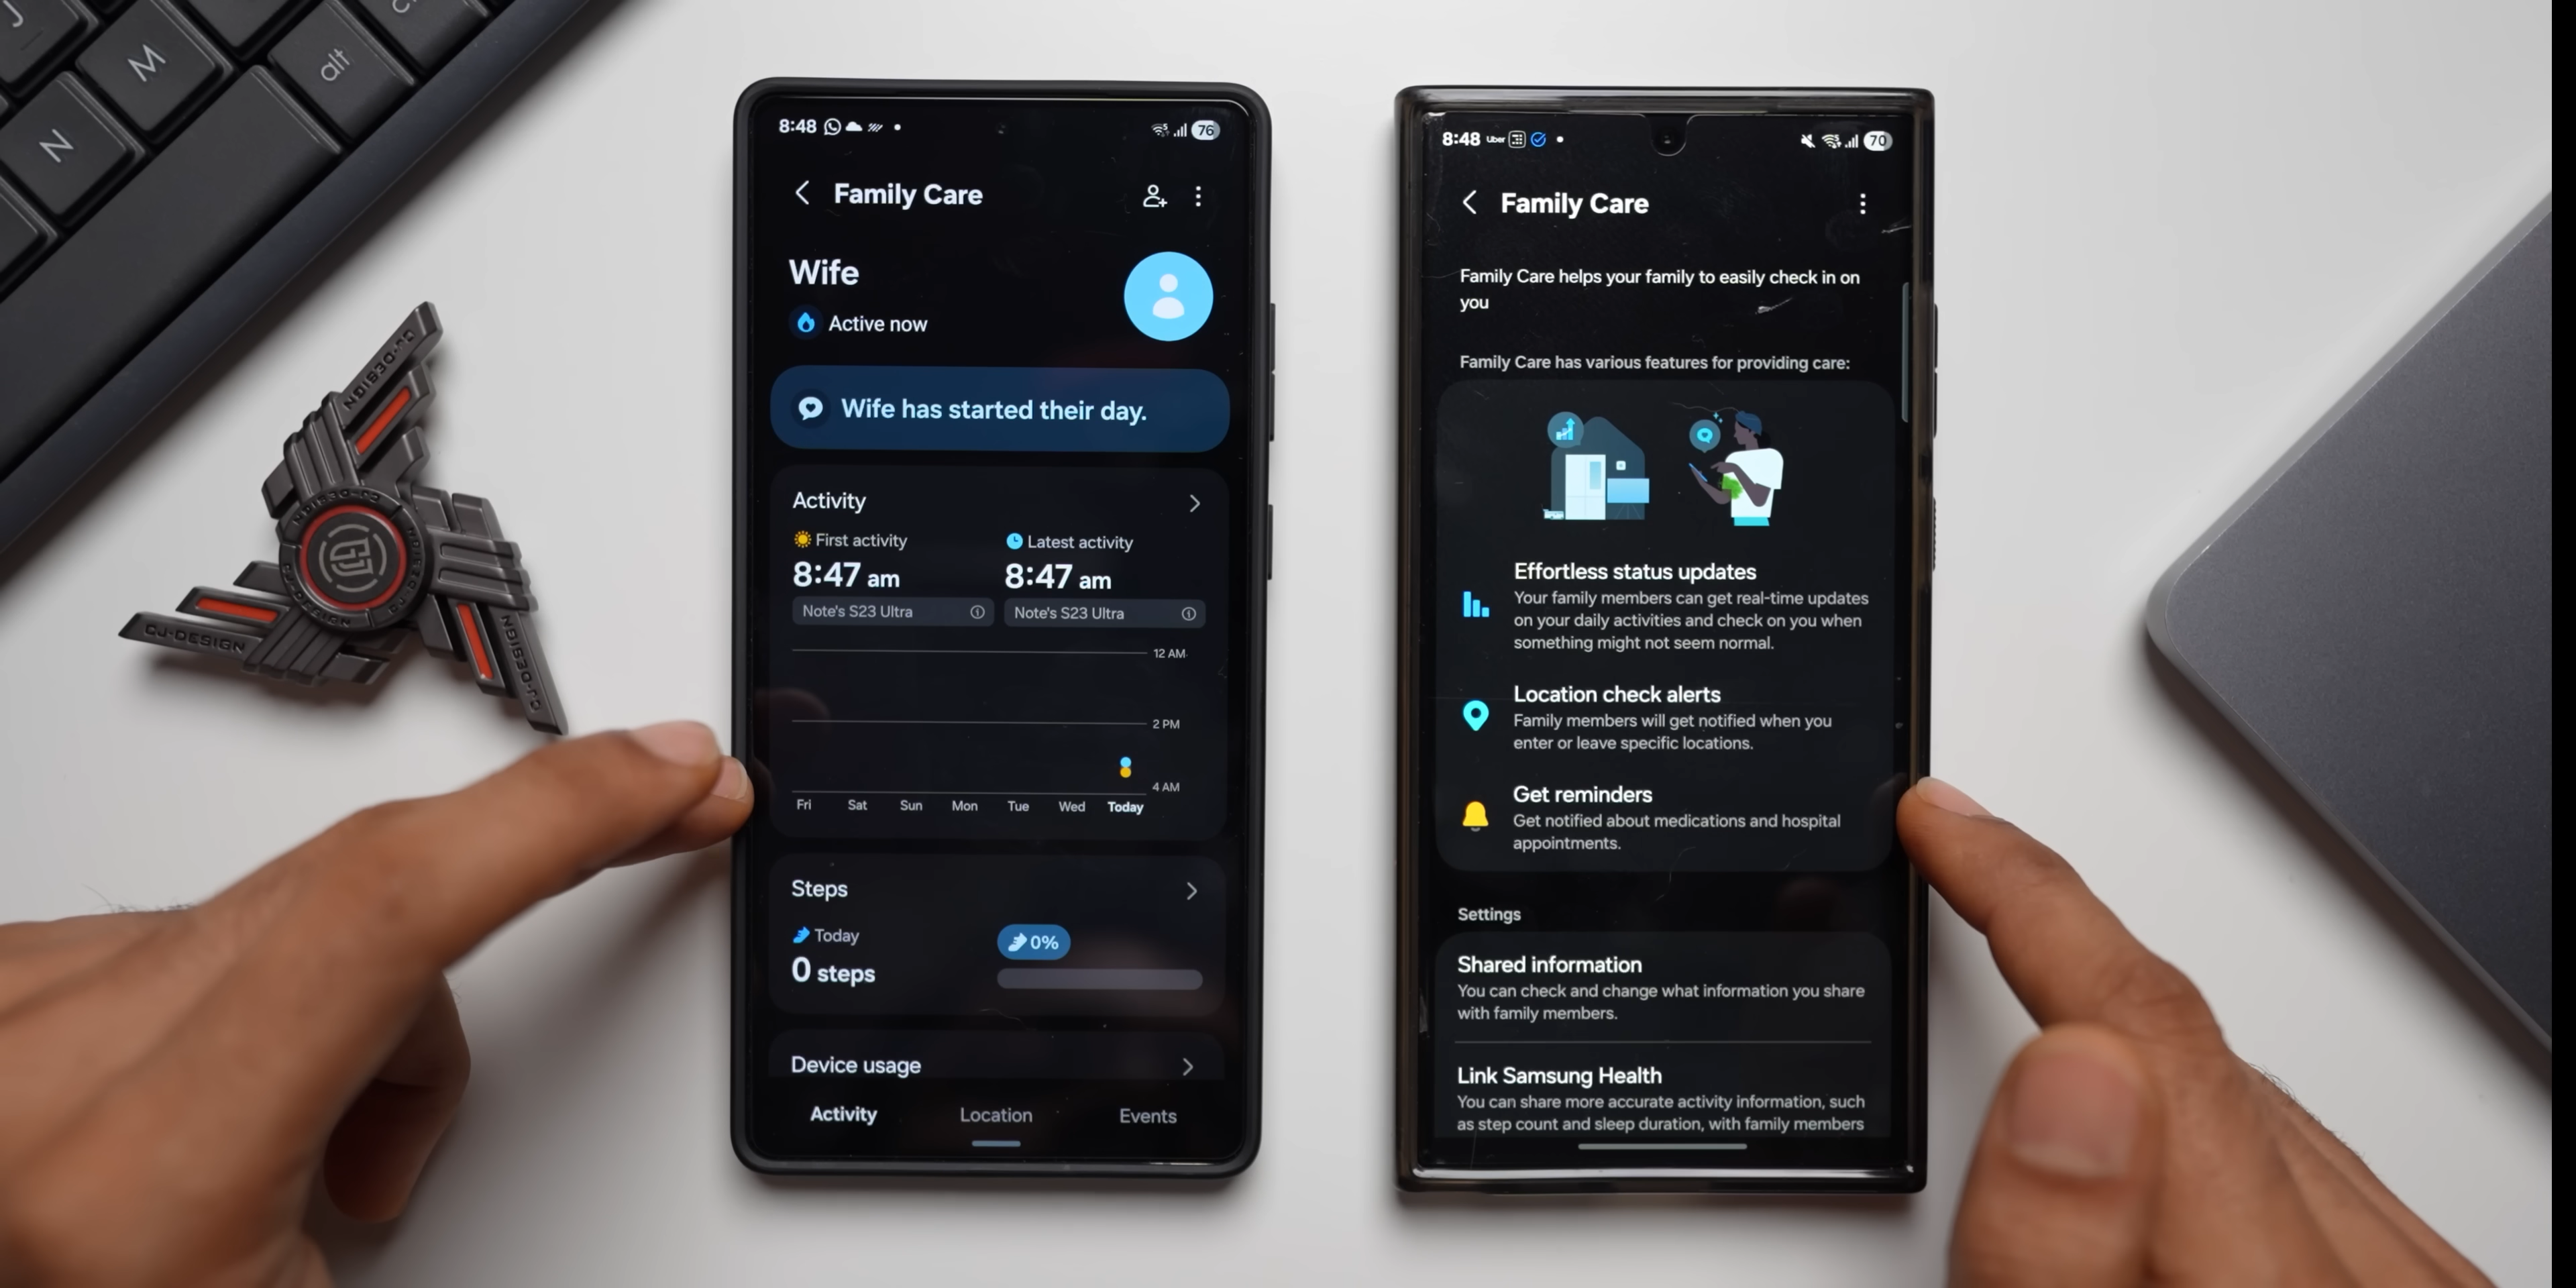 J
M
N
alt
CJ-DESIGN
CJ-DESIGN
CJ-DESIGN
8:48
76
Family Care
Wife
Active now
Wife has started their day.
Activity
First activity
Latest activity
8:47 am
8:47 am
Note's S23 Ultra
Note's S23 Ultra
12 AM
2 PM
4 AM
Fri Sat Sun Mon Tue Wed Today
Steps
Today
0%
0 steps
Device usage
Activity Location Events
8:48 Uber
70
Family Care
Family Care helps your family to easily check in on
you
Family Care has various features for providing care:
Effortless status updates
Your family members can get real-time updates
on your daily activities and check on you when
something might not seem normal.
Location check alerts
Family members will get notified when you
enter or leave specific locations.
Get reminders
Get notified about medications and hospital
appointments.
Settings
Shared information
You can check and change what information you share
with family members.
Link Samsung Health
You can share more accurate activity information, such
as step count and sleep duration, with family members